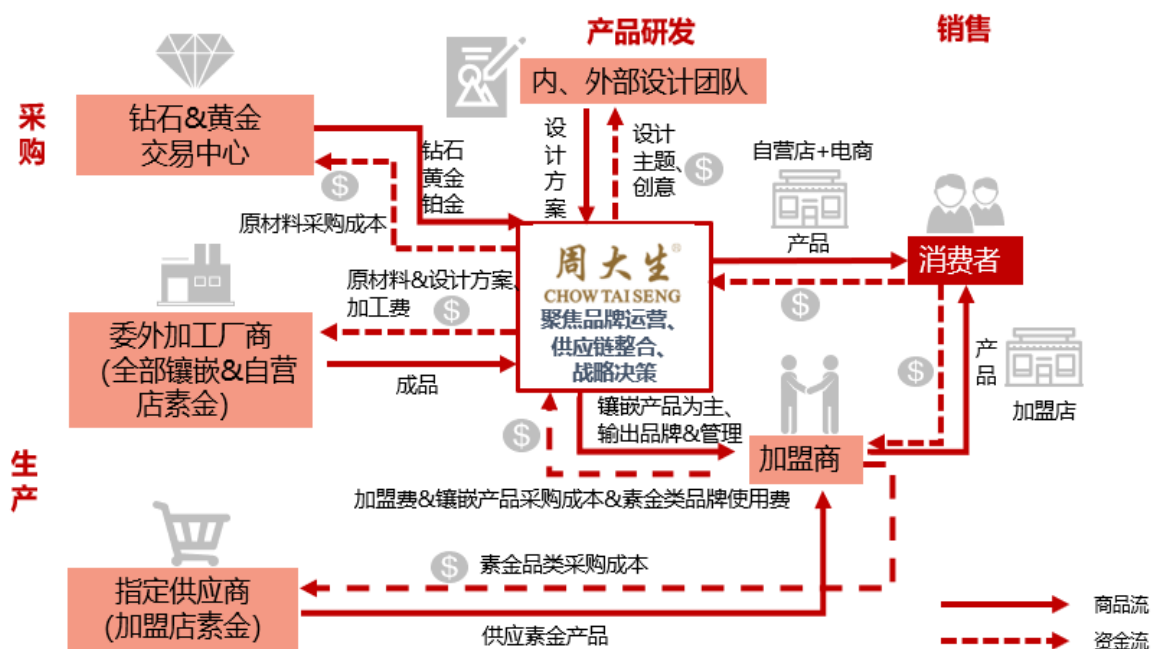 产品研发
销售
采
购
钻石&黄金
交易中心
内、外部设计团队
钻石
黄金
铂金
设
计
方
案
设计
主题、
创意
自营店+电商
原材料采购成本
产品
消费者
周大生®
CHOW TAI SENG
聚焦品牌运营、
供应链整合、
战略决策
原材料&设计方案、
加工费
委外加工厂商
(全部镶嵌&自营
店素金)
成品
产
品
加盟店
镶嵌产品为主、
输出品牌&管理
加盟商
生
产
加盟费&镶嵌产品采购成本&素金类品牌使用费
素金品类采购成本
指定供应商
(加盟店素金)
供应素金产品
商品流
资金流
$
$
$
$
$
$
$